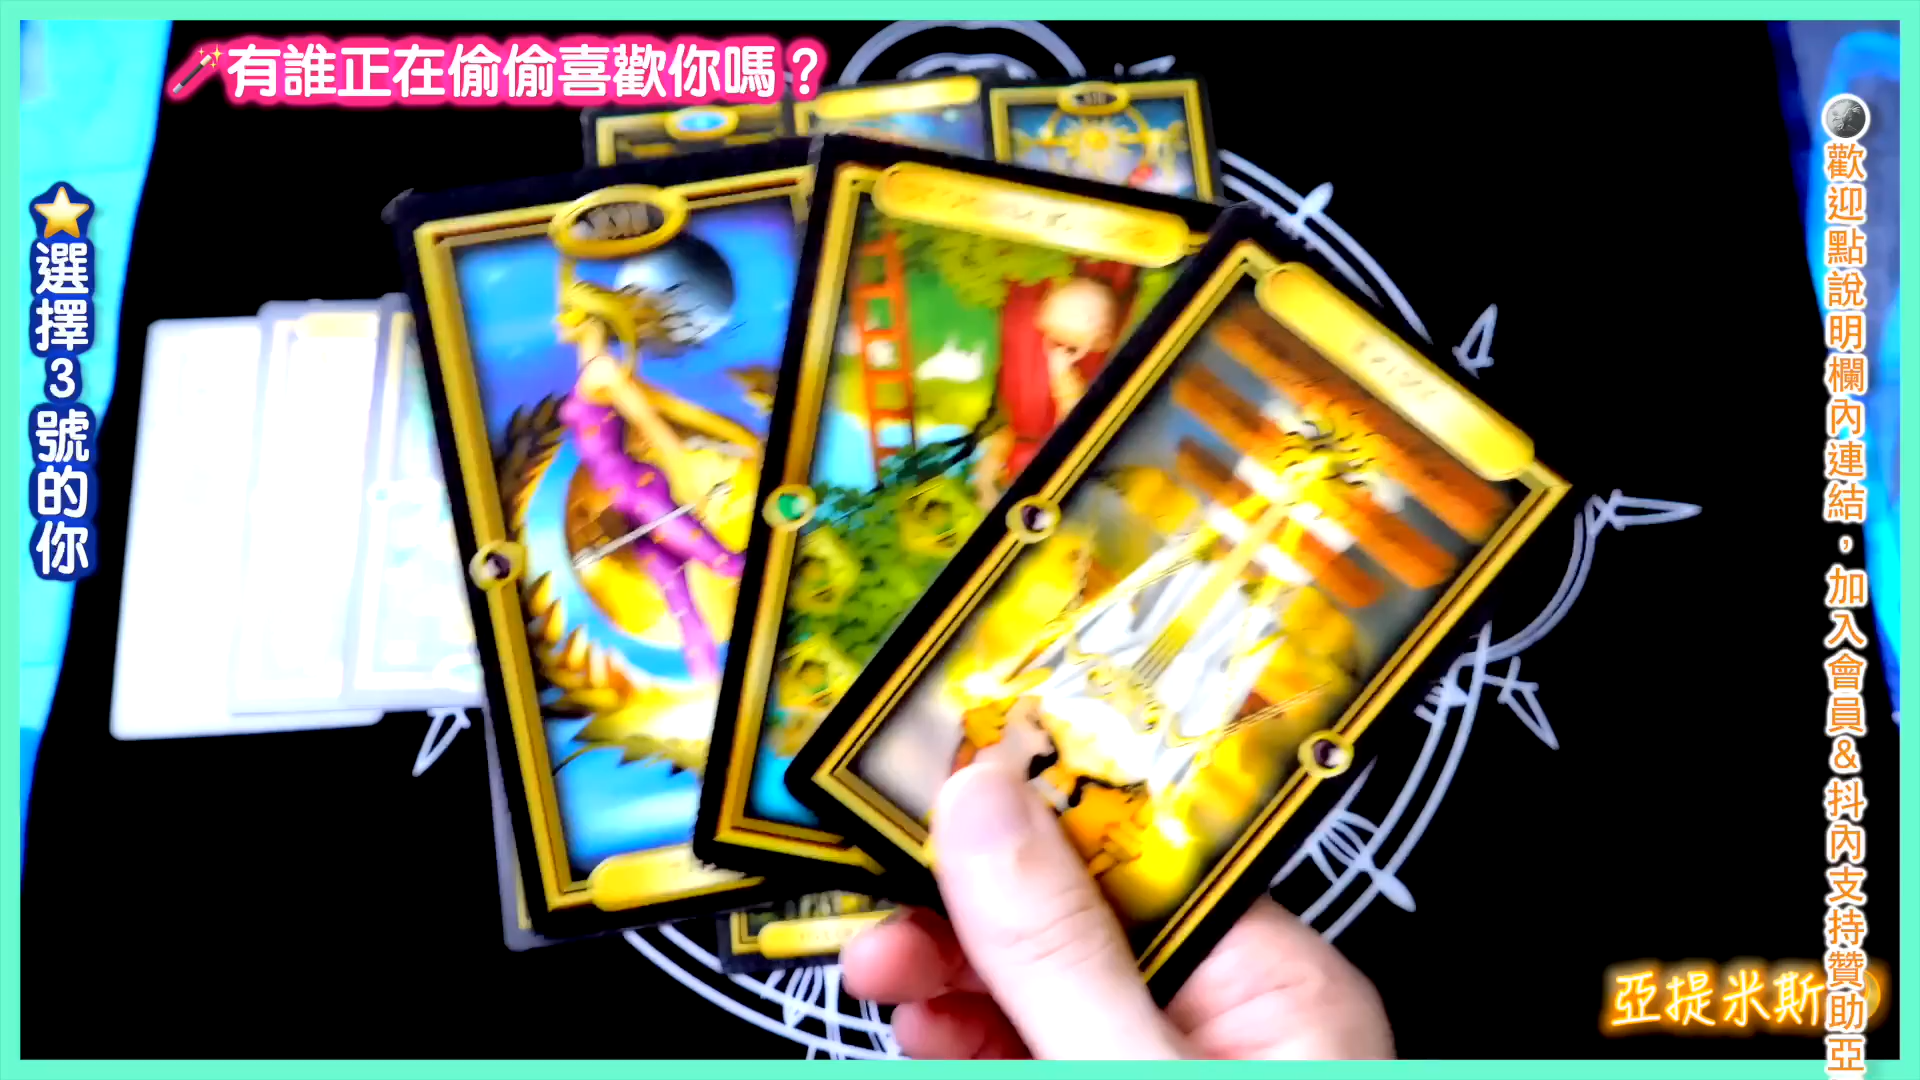 有誰正在偷偷喜歡你嗎？
選擇3號的你
歡迎點說明欄內連結，加入會員&抖內支持贊助亞
亞提米斯